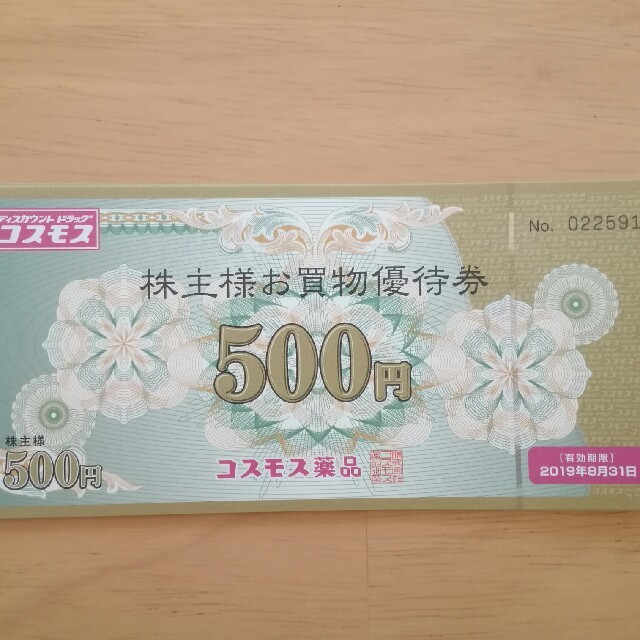 ディスカウント ドラッグ
コスモス
No. 022591
株主様お買物優待券
500円
株主様
500円
コスモス薬品
[有効期限]
2019年8月31日